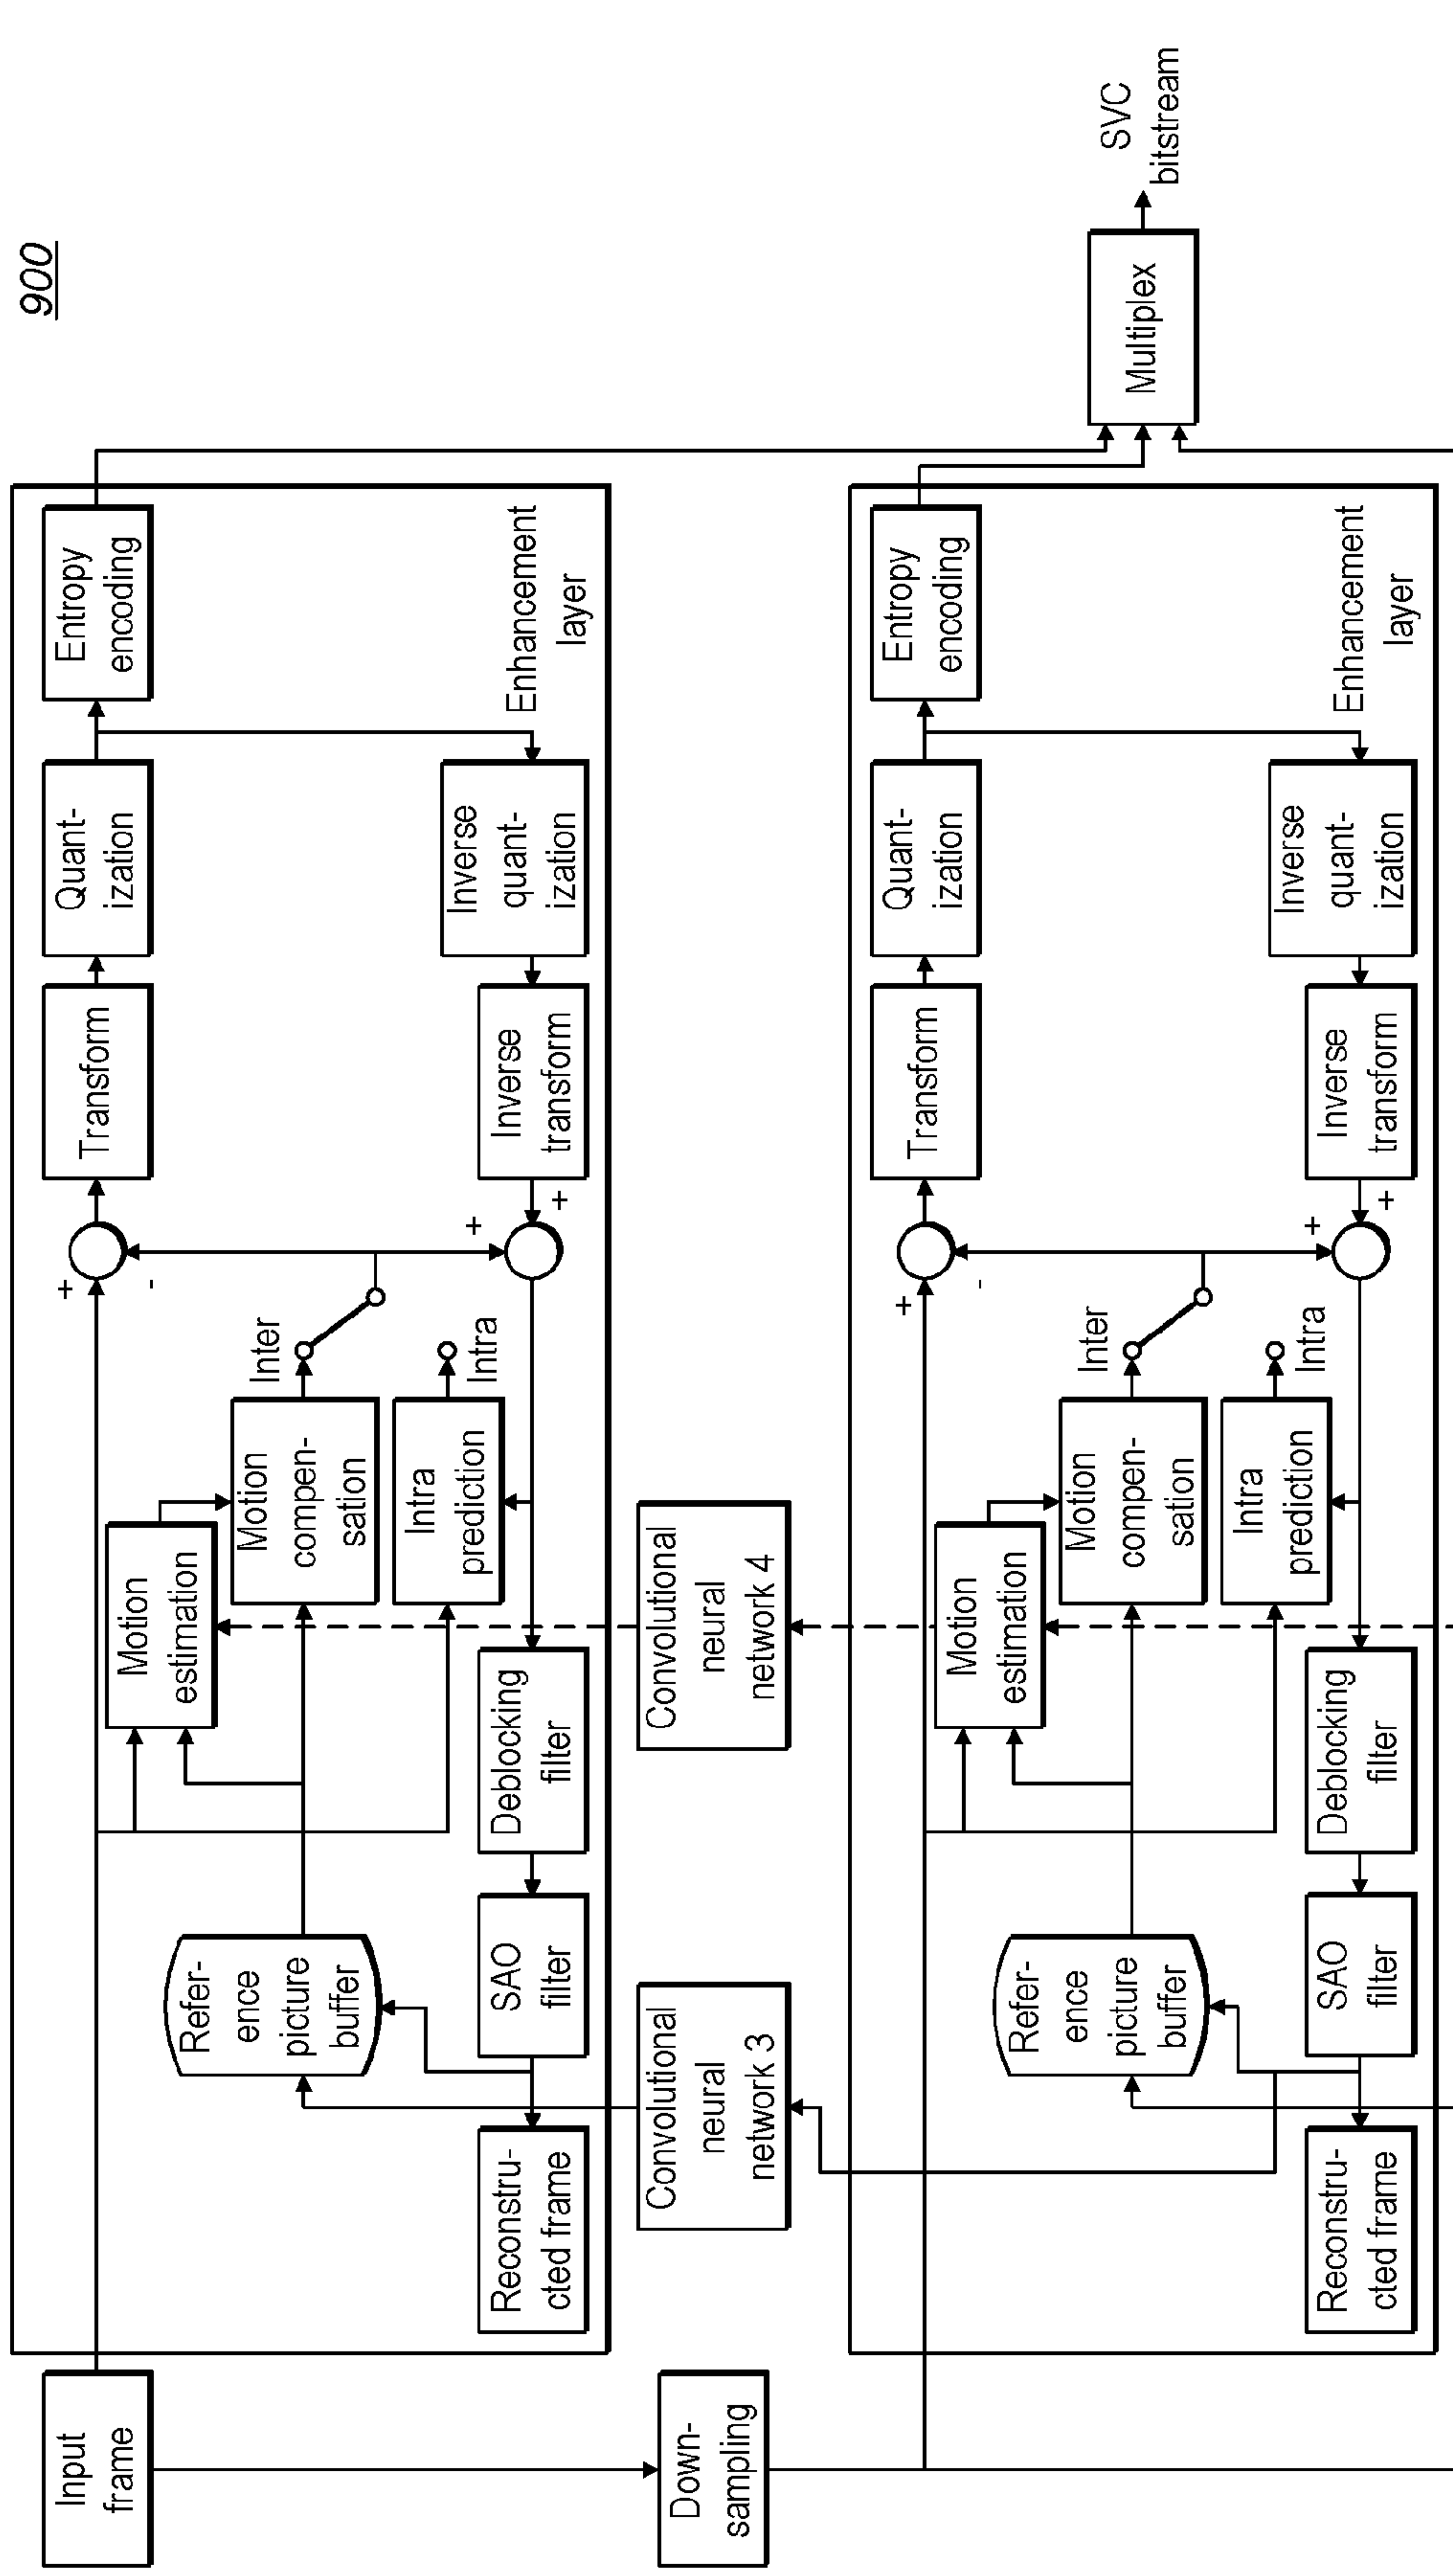 900
Input
frame
Down-
sampling
+
-
Transform
Quant-
ization
Entropy
encoding
Motion
estimation
Motion
compen-
sation
Inter
Intra
prediction
Intra
Refer-
ence
picture
buffer
Reconstru-
cted frame
SAO
filter
Deblocking
filter
+
+
Inverse
transform
Inverse
quant-
ization
Enhancement
layer
Convolutional
neural
network 3
Convolutional
neural
network 4
+
-
Transform
Quant-
ization
Entropy
encoding
Motion
estimation
Motion
compen-
sation
Inter
Intra
prediction
Intra
Refer-
ence
picture
buffer
Reconstru-
cted frame
SAO
filter
Deblocking
filter
+
+
Inverse
transform
Inverse
quant-
ization
Enhancement
layer
Multiplex
SVC
bitstream